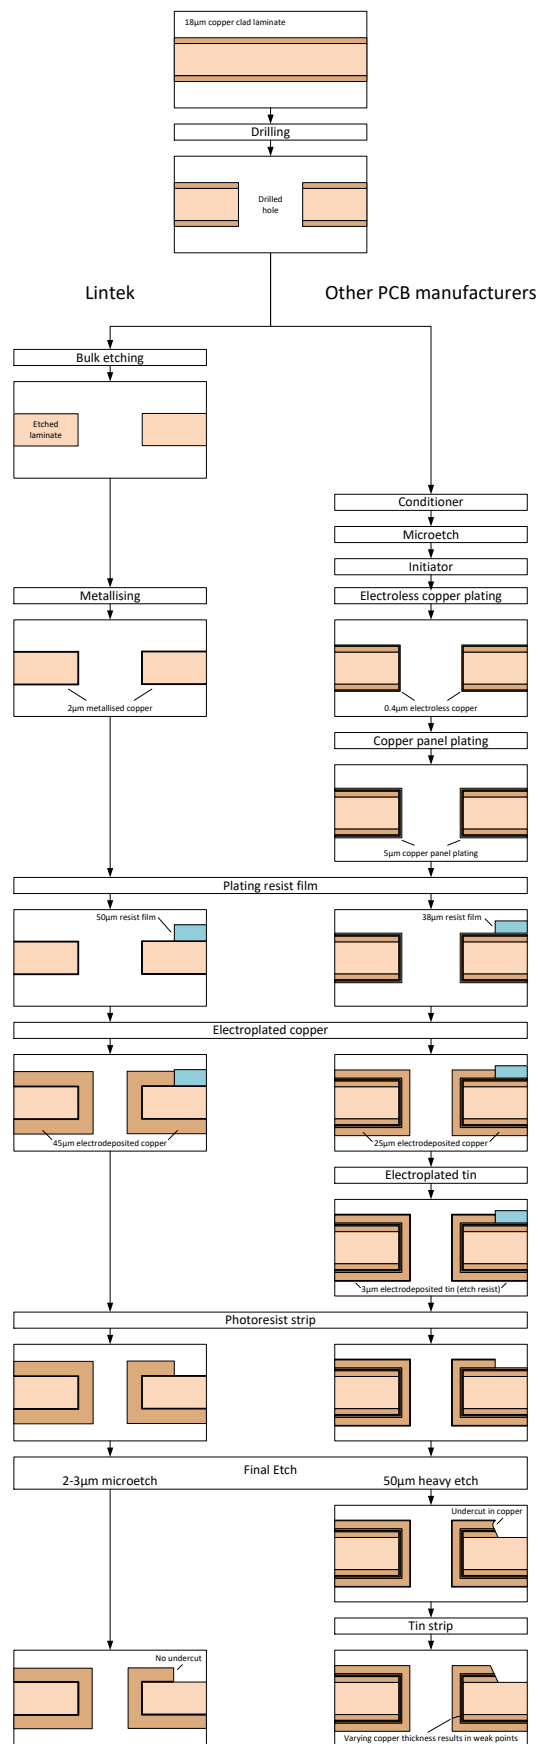 18µm copper clad laminate
Drilling
Drilled
hole
Lintek
Other PCB manufacturers
Bulk etching
Etched
laminate
Conditioner
Microetch
Initiator
Metallising
Electroless copper plating
2µm metallised copper
0.4µm electroless copper
Copper panel plating
5µm copper panel plating
Plating resist film
50µm resist film
38µm resist film
Electroplated copper
45µm electrodeposited copper
25µm electrodeposited copper
Electroplated tin
3µm electrodeposited tin (etch resist)
Photoresist strip
Final Etch
2-3µm microetch
50µm heavy etch
Undercut in copper
Tin strip
No undercut
Varying copper thickness results in weak points